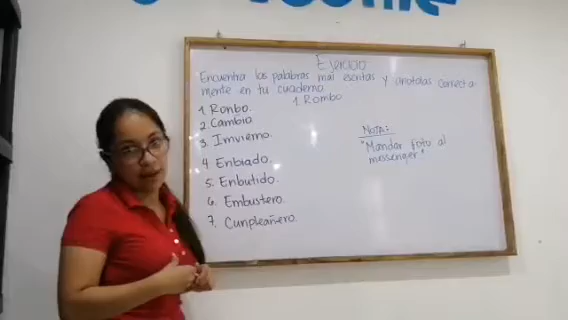 Ejercicio
Encuentra las palabras mal escritas y anotalas correcta-
mente en tu cuaderno.
1. Ronbo. 1. Rombo
2. Cambio
3. Imvierno.
4. Enbiado.
5. Enbutido.
6. Embustero.
7. Cunpleañero.
NOTA:
"Mandar foto al
messenger"